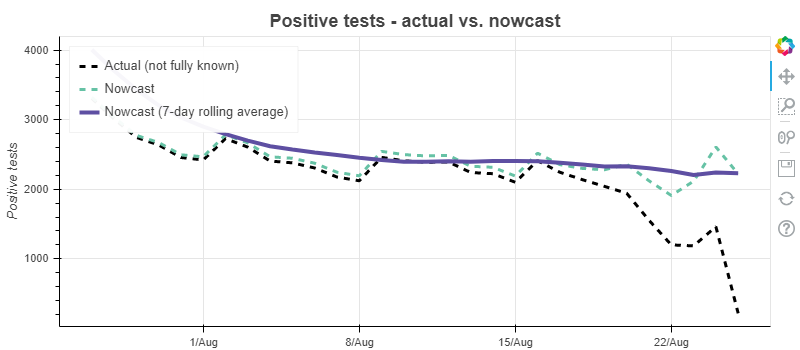 Positive tests - actual vs. nowcast
4000
3000
2000
1000
Positive tests
Actual (not fully known)
Nowcast
Nowcast (7-day rolling average)
1/Aug
8/Aug
15/Aug
22/Aug
?